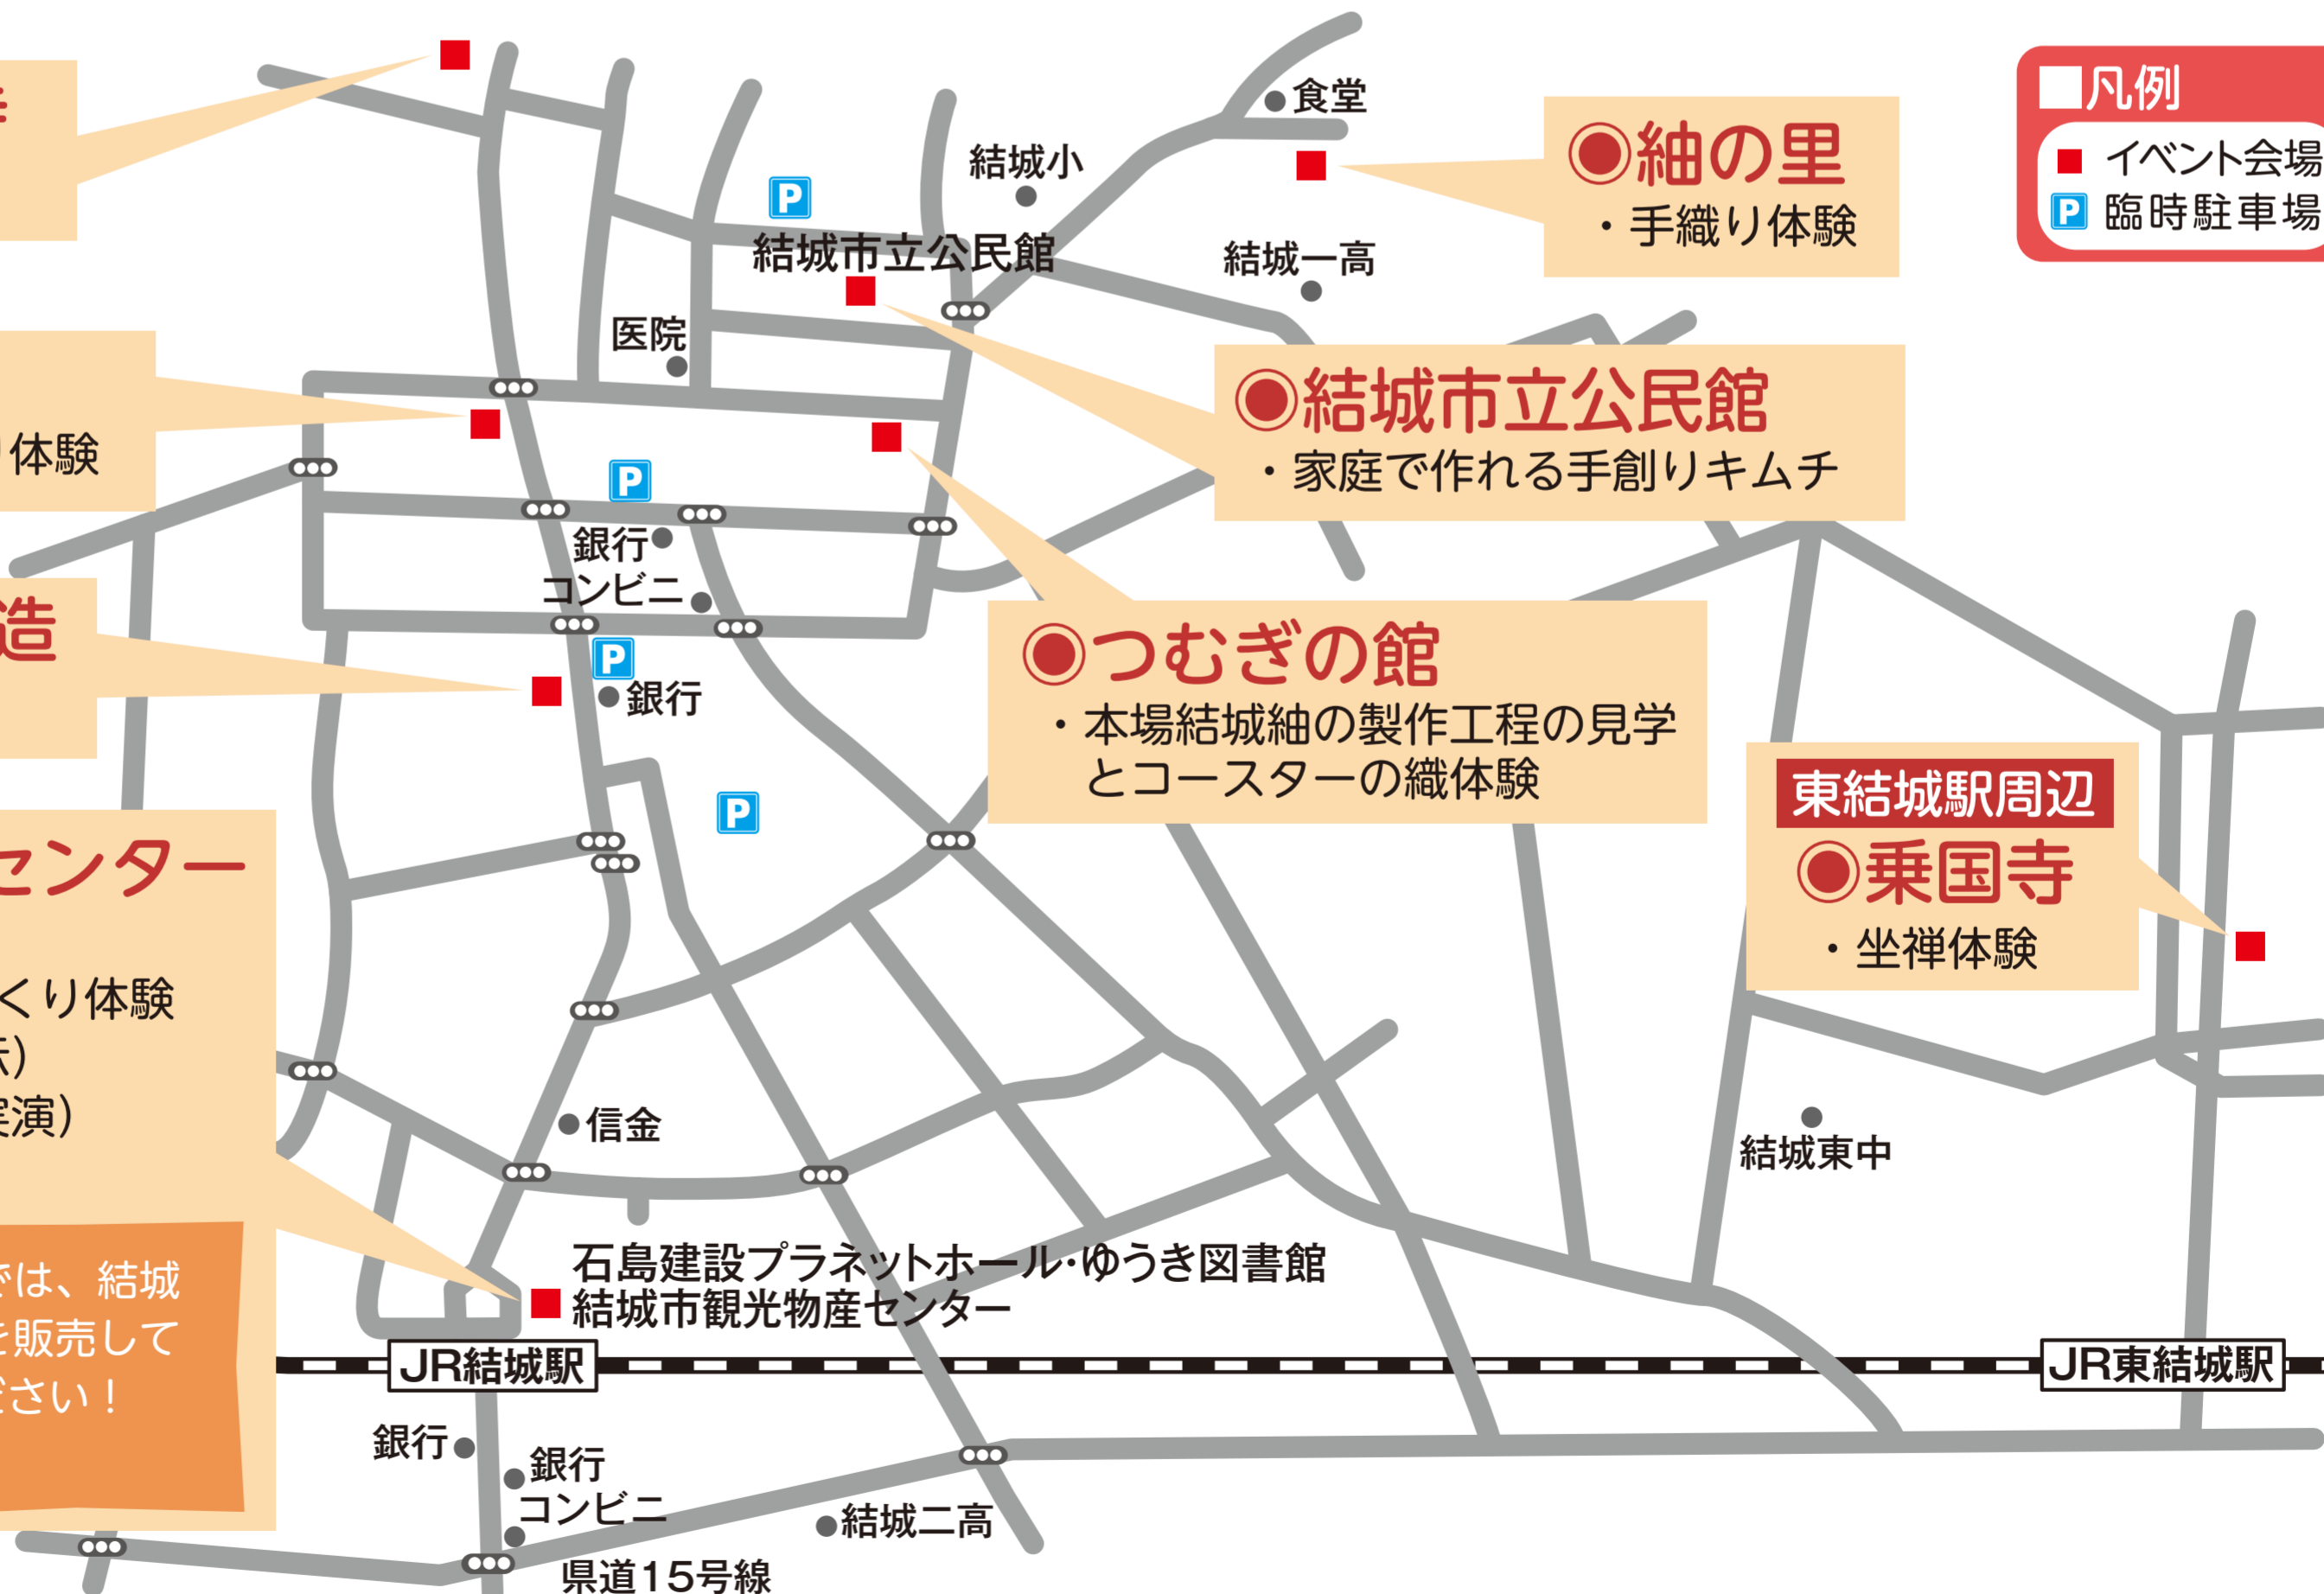 凡例
イベント会場
P 臨時駐車場
食堂
結城小
P
結城市立公民館
結城一高
医院
◉紬の里
・手織り体験
◉結城市立公民館
・家庭で作れる手創りキムチ
り体験
P
銀行
コンビニ
P
銀行
造
◉つむぎの館
・本場結城紬の製作工程の見学
とコースターの織体験
P
東結城駅周辺
◉乗国寺
・坐禅体験
センター
くり体験
）
実演）
信金
結城東中
石島建設プラネットホール・ゆうき図書館
結城市観光物産センター
では、結城
を販売して
ださい！
JR結城駅
JR東結城駅
銀行
銀行
コンビニ
結城二高
県道15号線